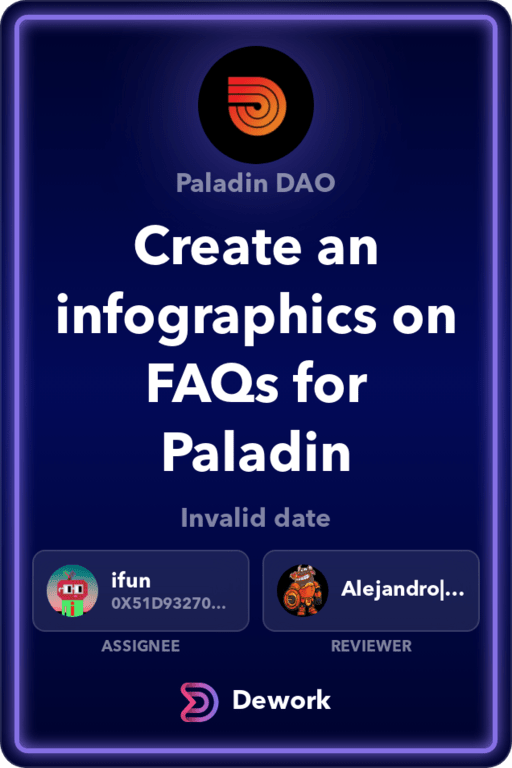 Paladin DAO
Create an
infographics on
FAQs for
Paladin
Invalid date
ifun
0X51D93270...
Alejandro|...
ASSIGNEE
REVIEWER
Dework